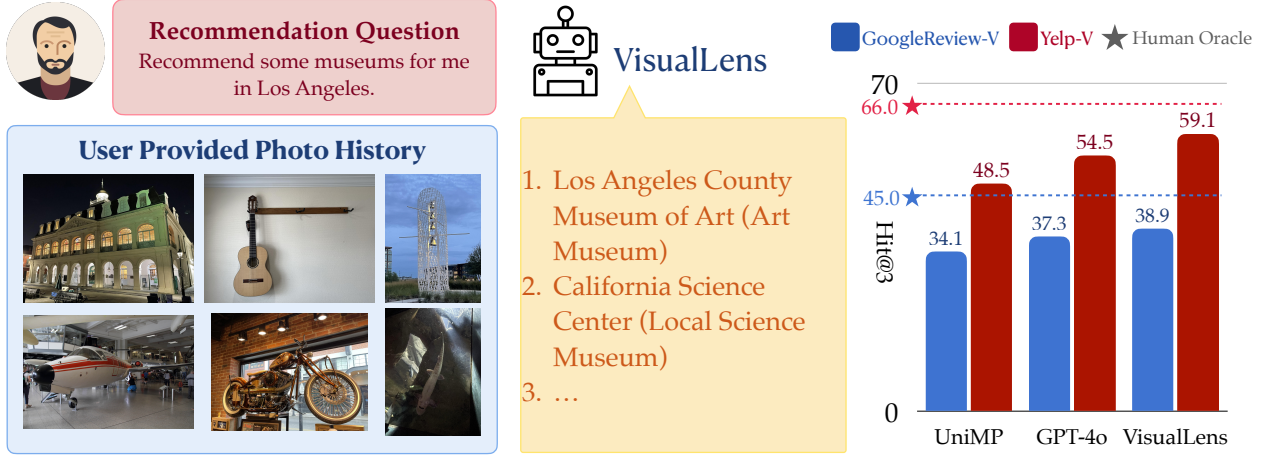 Recommendation Question
Recommend some museums for me
in Los Angeles.
User Provided Photo History
VisualLens
1. Los Angeles County
Museum of Art (Art
Museum)
2. California Science
Center (Local Science
Museum)
3. …
GoogleReview-V Yelp-V Human Oracle
70
66.0
59.1
54.5
48.5
45.0
38.9
37.3
34.1
Hit@3
0
UniMP GPT-4o VisualLens